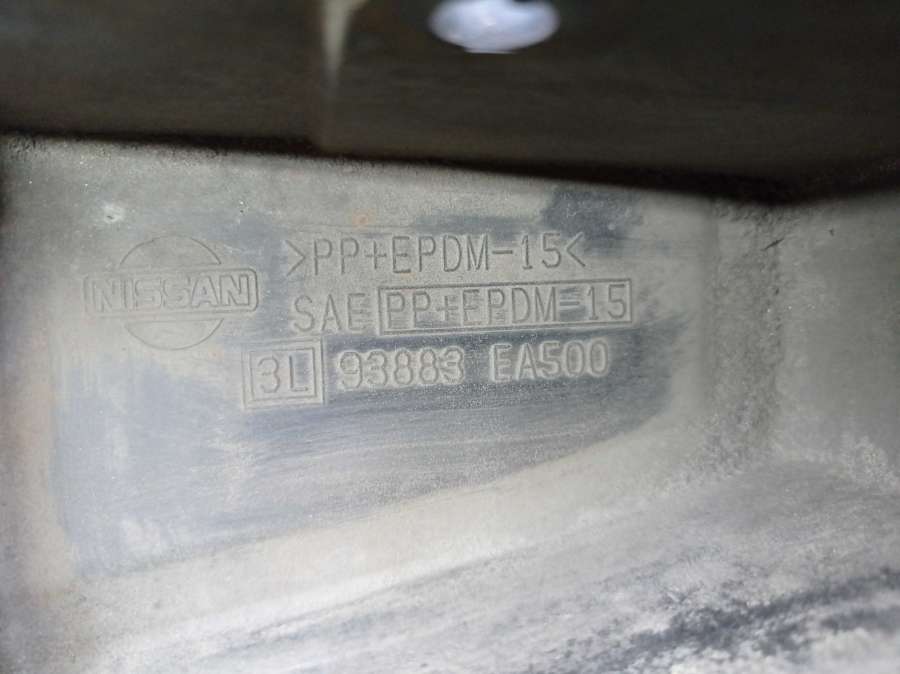 NISSAN
>PP+EPDM-15<
SAE PP+EPDM-15
3L 93883 EA500